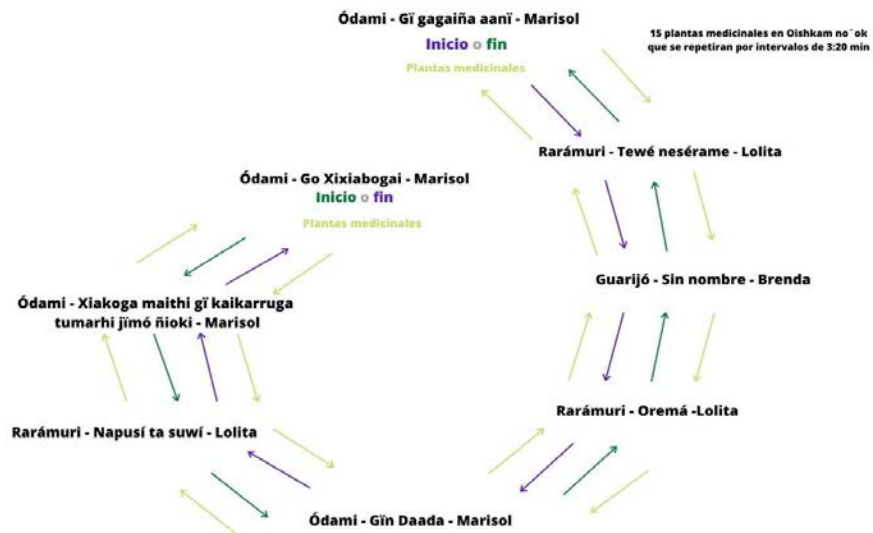 Ódami - Gï gagaiña aanï - Marisol
Inicio o fin
Plantas medicinales
15 plantas medicinales en Oishkam no´ok
que se repetiran por intervalos de 3:20 min
Rarámuri - Tewé nesérame - Lolita
Ódami - Go Xixiabogai - Marisol
Inicio o fin
Plantas medicinales
Guarijó - Sin nombre - Brenda
Ódami - Xiakoga maithi gï kaikarruga
tumarhi jïmó ñioki - Marisol
Rarámuri - Oremá -Lolita
Rarámuri - Napusí ta suwí - Lolita
Ódami - Gïn Daada - Marisol